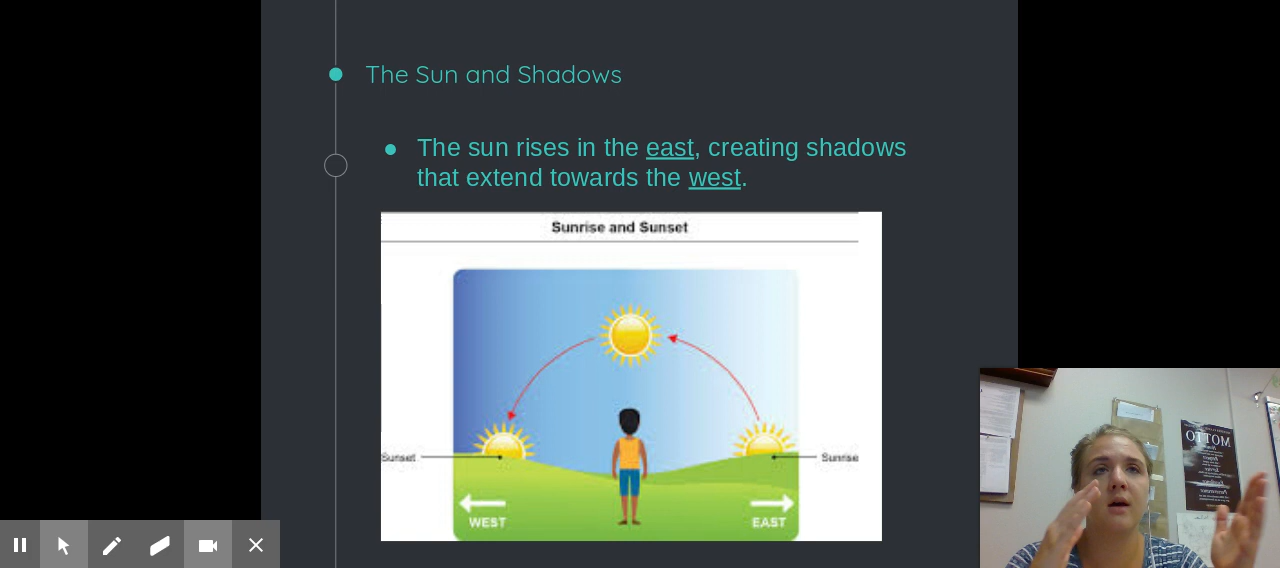 The Sun and Shadows
The sun rises in the east, creating shadows
that extend towards the west.
Sunrise and Sunset
Sunset
Sunrise
WEST
EAST
MOTTO